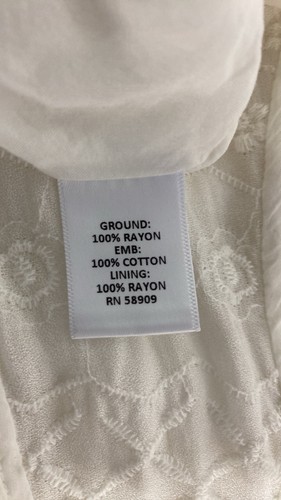 GROUND:
100% RAYON
EMB:
100% COTTON
LINING:
100% RAYON
RN 58909